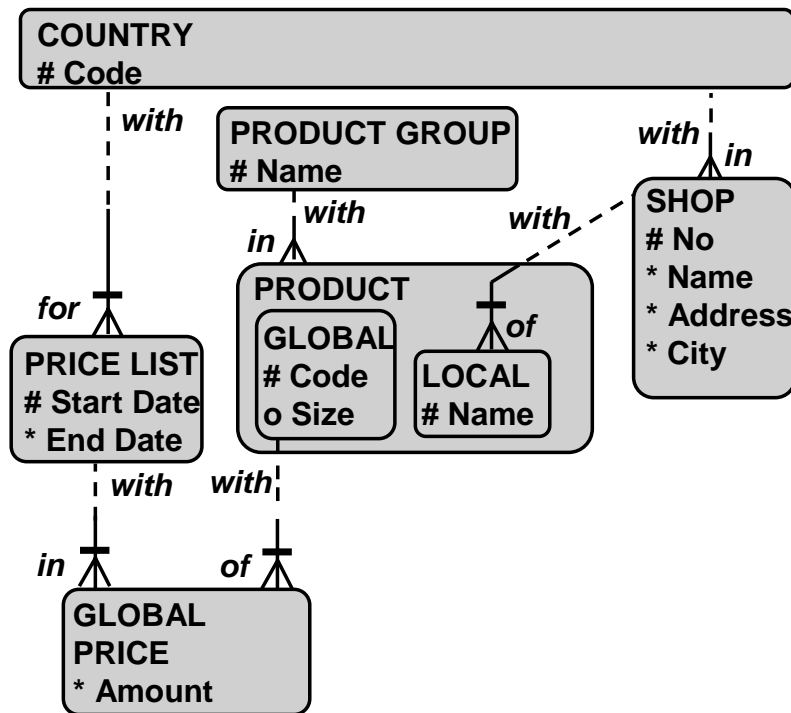 COUNTRY
# Code
with
with
in
PRODUCT GROUP
# Name
with
in
with
SHOP
# No
* Name
* Address
* City
for
PRICE LIST
# Start Date
* End Date
PRODUCT
GLOBAL
# Code
o Size
of
LOCAL
# Name
with
with
in
of
GLOBAL
PRICE
* Amount